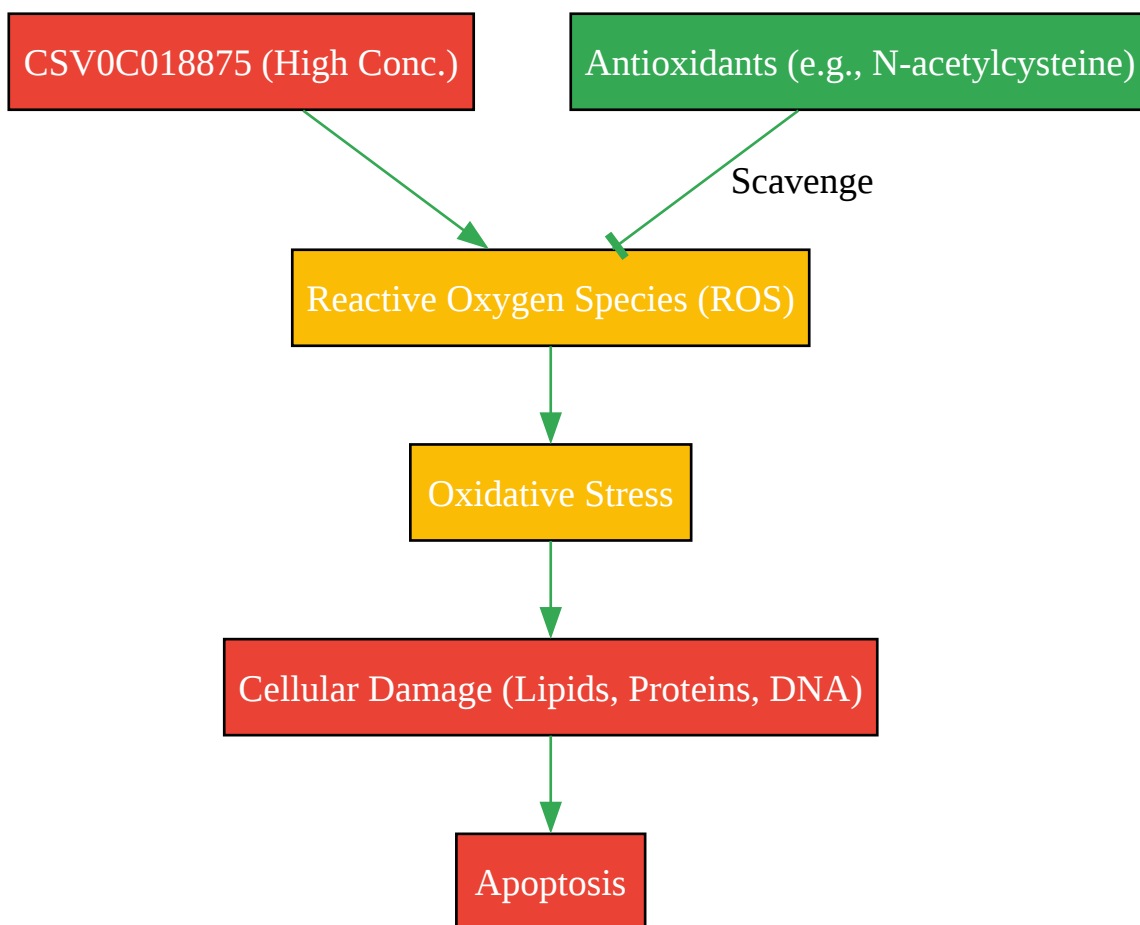 CSV0C018875 (High Conc.)
Antioxidants (e.g., N-acetylcysteine)
Scavenge
Reactive Oxygen Species (ROS)
Oxidative Stress
Cellular Damage (Lipids, Proteins, DNA)
Apoptosis